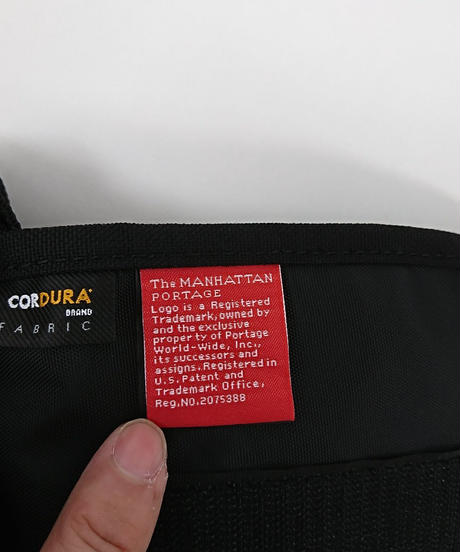 CORDURA®
BRAND
FABRIC
The MANHATTAN
PORTAGE
Logo is a Registered
Trademark,owned by
and the exclusive
property of Portage
World-Wide, Inc.,
its successors and
assigns.Registered in
U.S.Patent and
Trademark Office,
Reg.NO.2075388